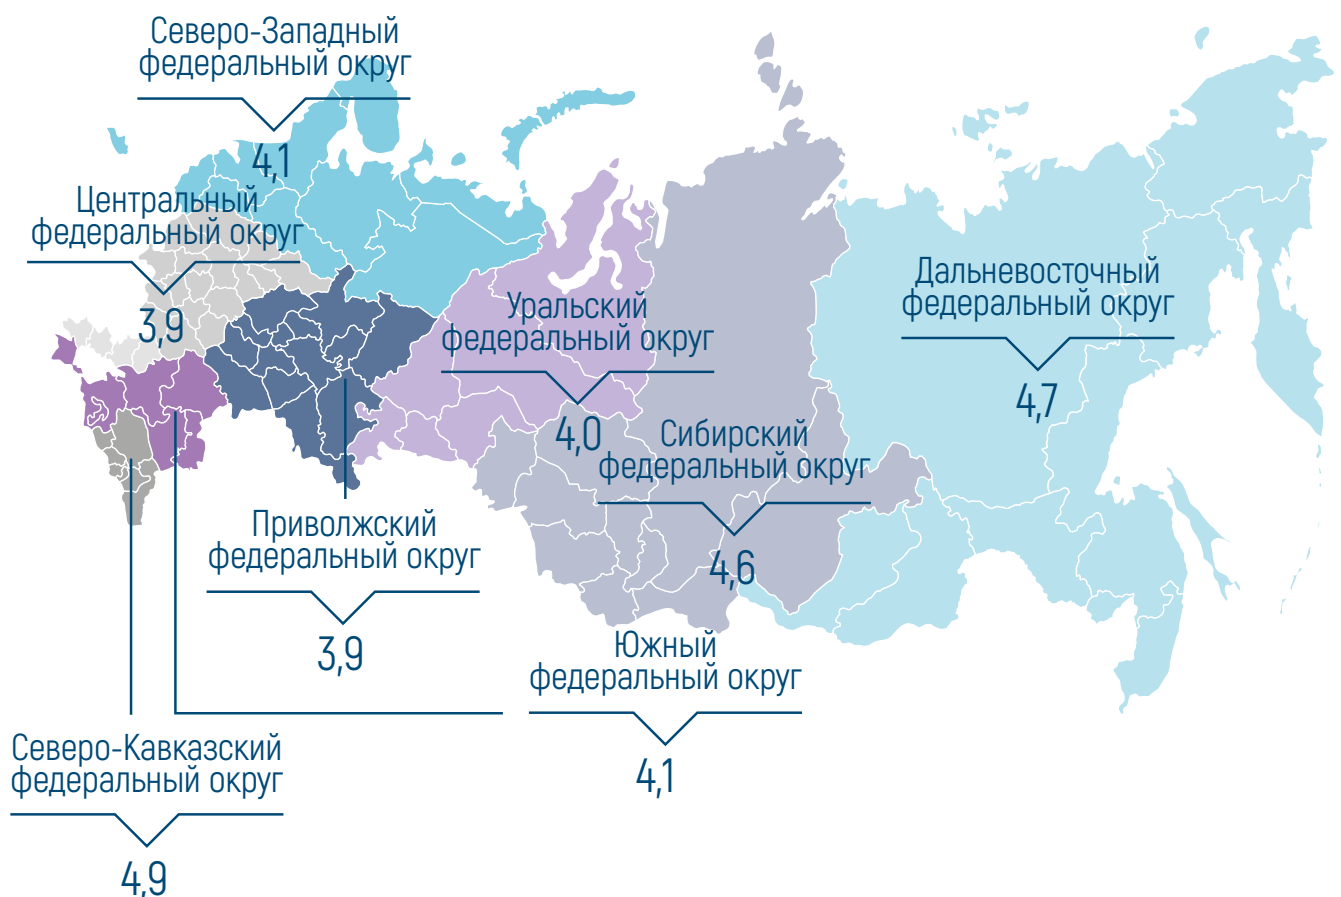 Северо-Западный
федеральный округ
4,1
Центральный
федеральный округ
3,9
Уральский
федеральный округ
4,0
Дальневосточный
федеральный округ
4,7
Сибирский
федеральный округ
4,6
Приволжский
федеральный округ
3,9
Южный
федеральный округ
4,1
Северо-Кавказский
федеральный округ
4,9